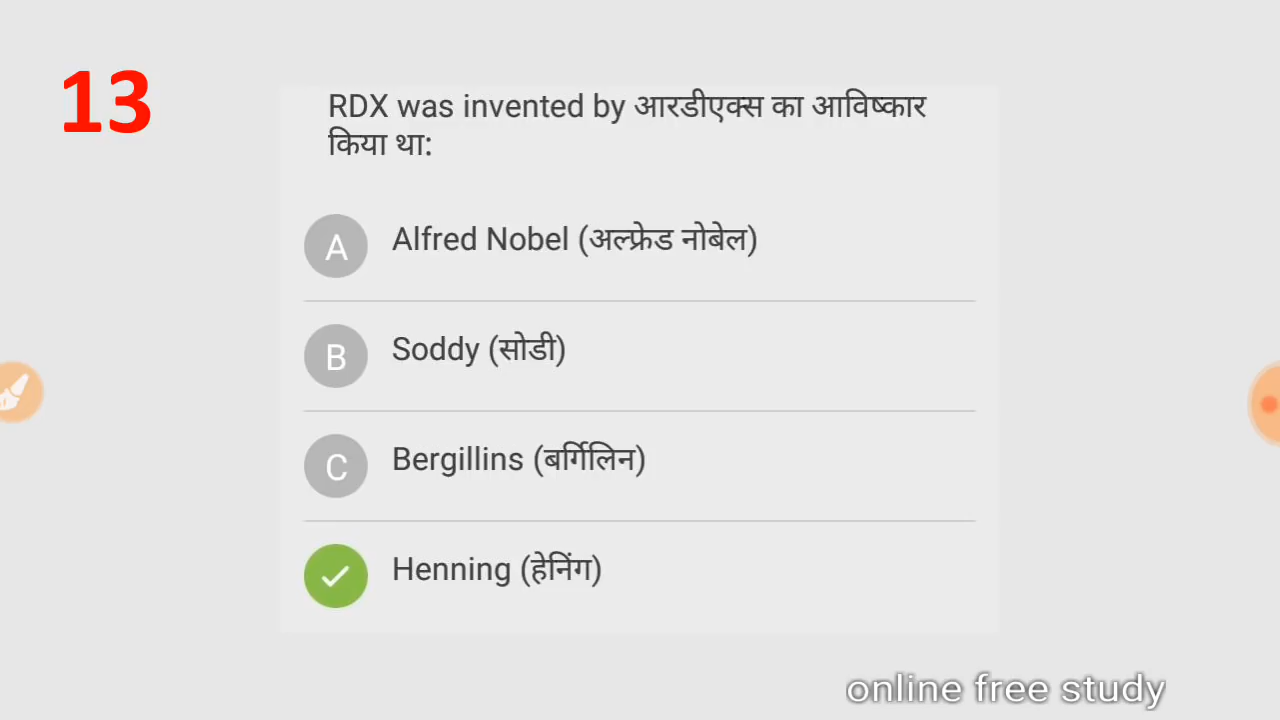 13
RDX was invented by आरडीएक्स का आविष्कार
किया था:
A Alfred Nobel (अल्फ्रेड नोबेल)
B Soddy (सोडी)
C Bergillins (बर्गिलिन)
Henning (हेनिंग)
online free study